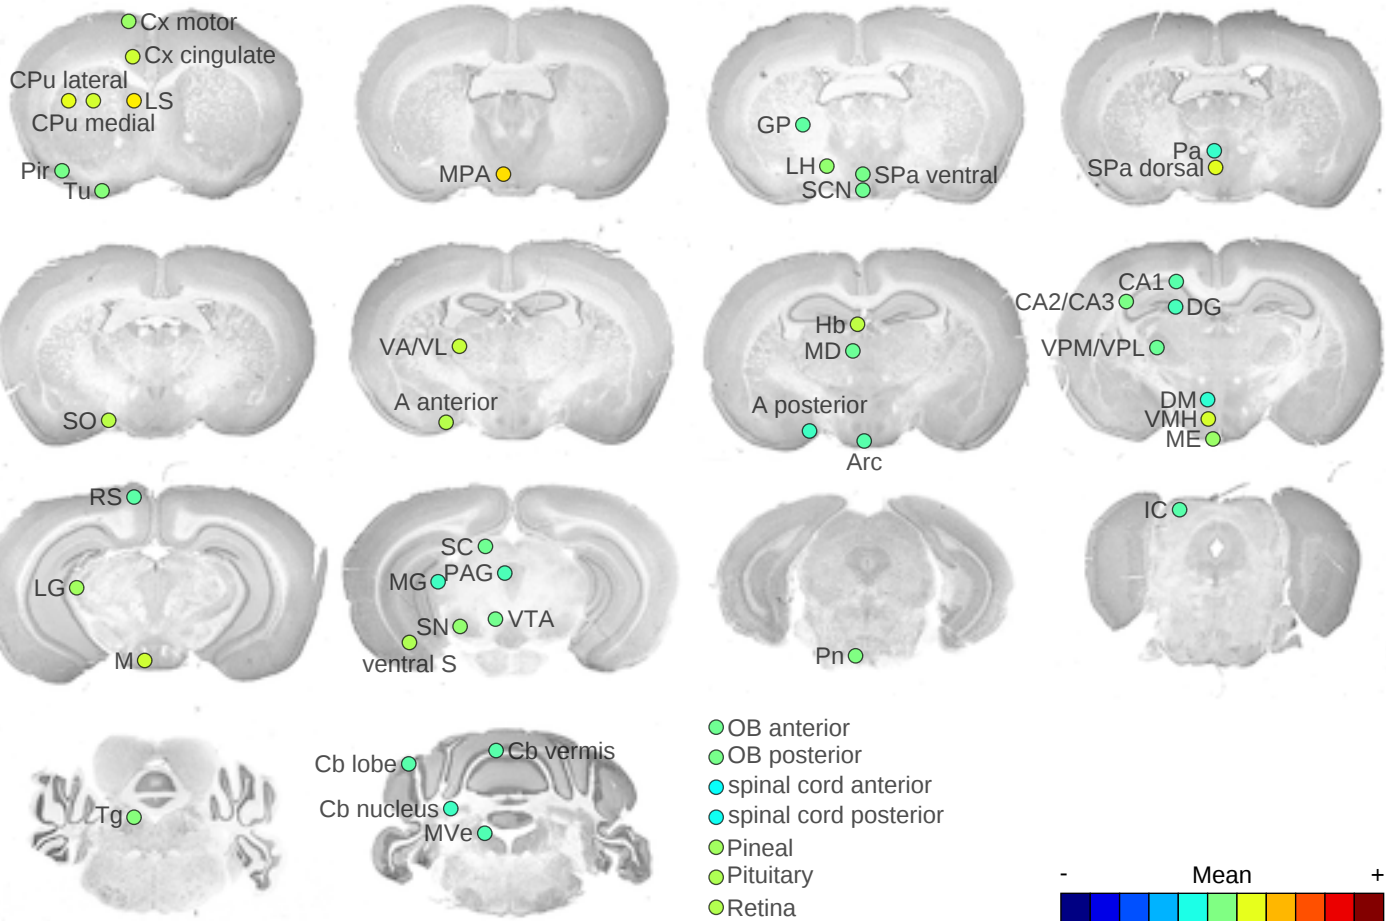 Cx motor
Cx cingulate
CPu lateral
LS
CPu medial
Pir
Tu
MPA
GP
LH
SPa ventral
SCN
Pa
SPa dorsal
SO
VA/VL
A anterior
Hb
MD
A posterior
Arc
CA1
CA2/CA3
DG
VPM/VPL
DM
VMH
ME
RS
LG
M
SC
MG
PAG
SN
VTA
ventral S
Pn
IC
Tg
Cb lobe
Cb vermis
Cb nucleus
MVe
OB anterior
OB posterior
spinal cord anterior
spinal cord posterior
Pineal
Pituitary
Retina
- Mean +